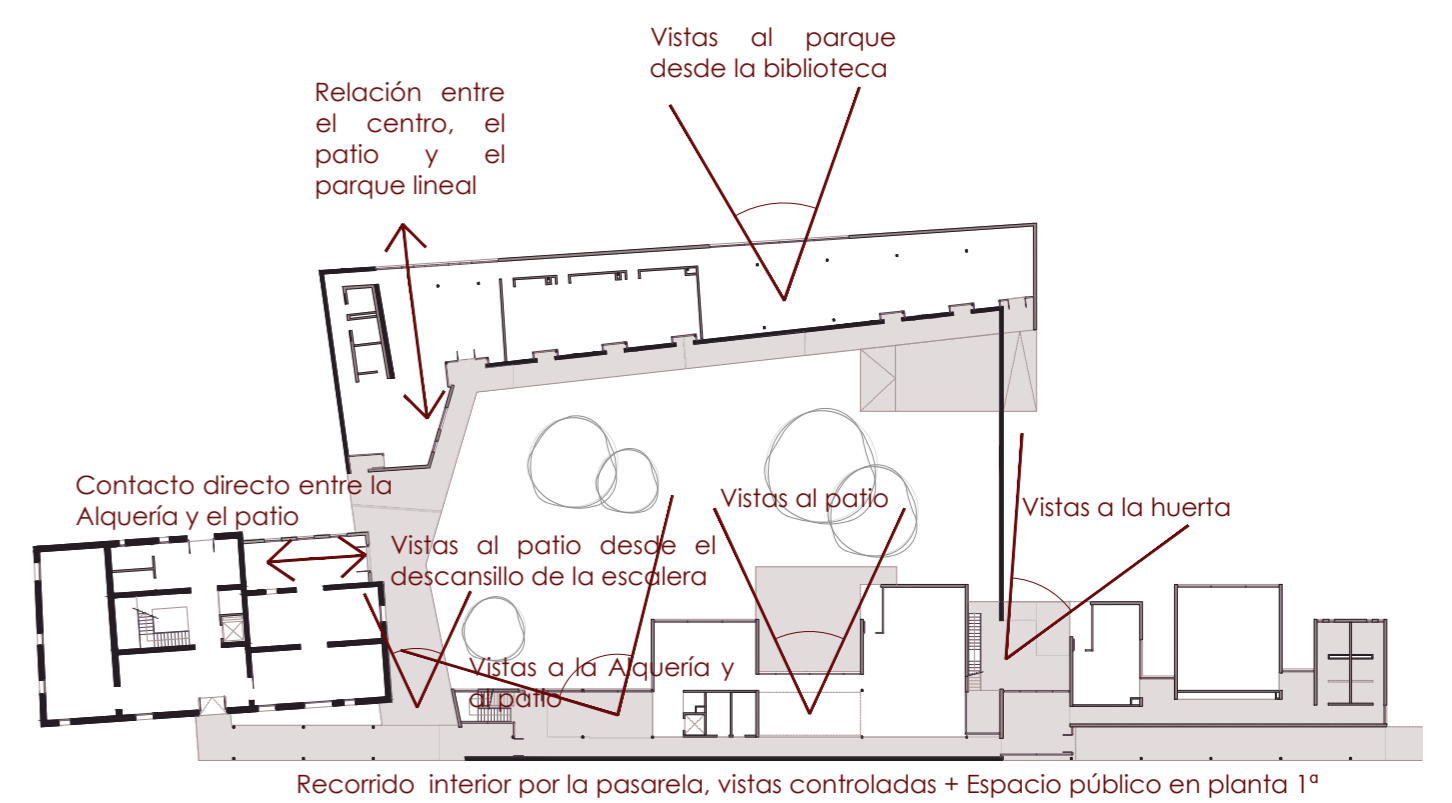 Vistas al parque
desde la biblioteca
Relación entre
el centro, el
patio y el
parque lineal
Contacto directo entre la
Alquería y el patio
Vistas al patio desde el
descansillo de la escalera
Vistas al patio
Vistas a la huerta
Vistas a la Alquería y
al patio
Recorrido interior por la pasarela, vistas controladas + Espacio público en planta 1ª